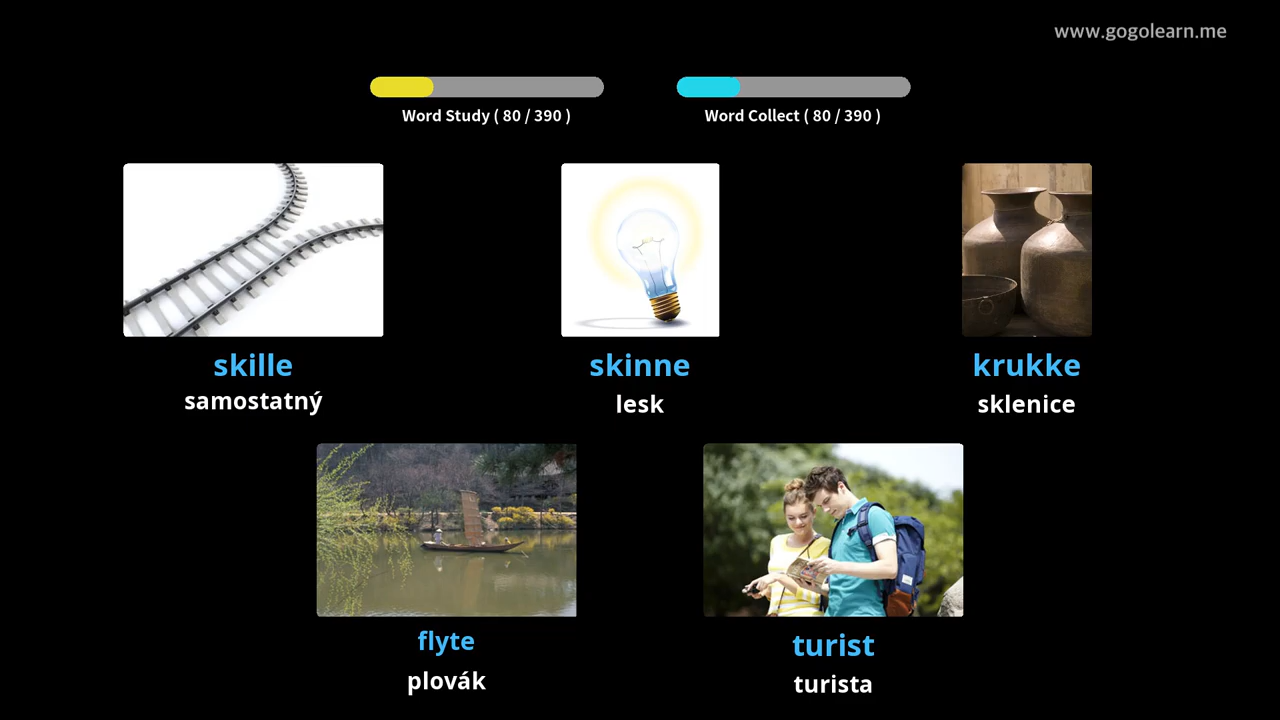 www.gogolearn.me
Word Study ( 80 / 390 )
Word Collect ( 80 / 390 )
skille
samostatný
skinne
lesk
krukke
sklenice
flyte
plovák
turist
turista